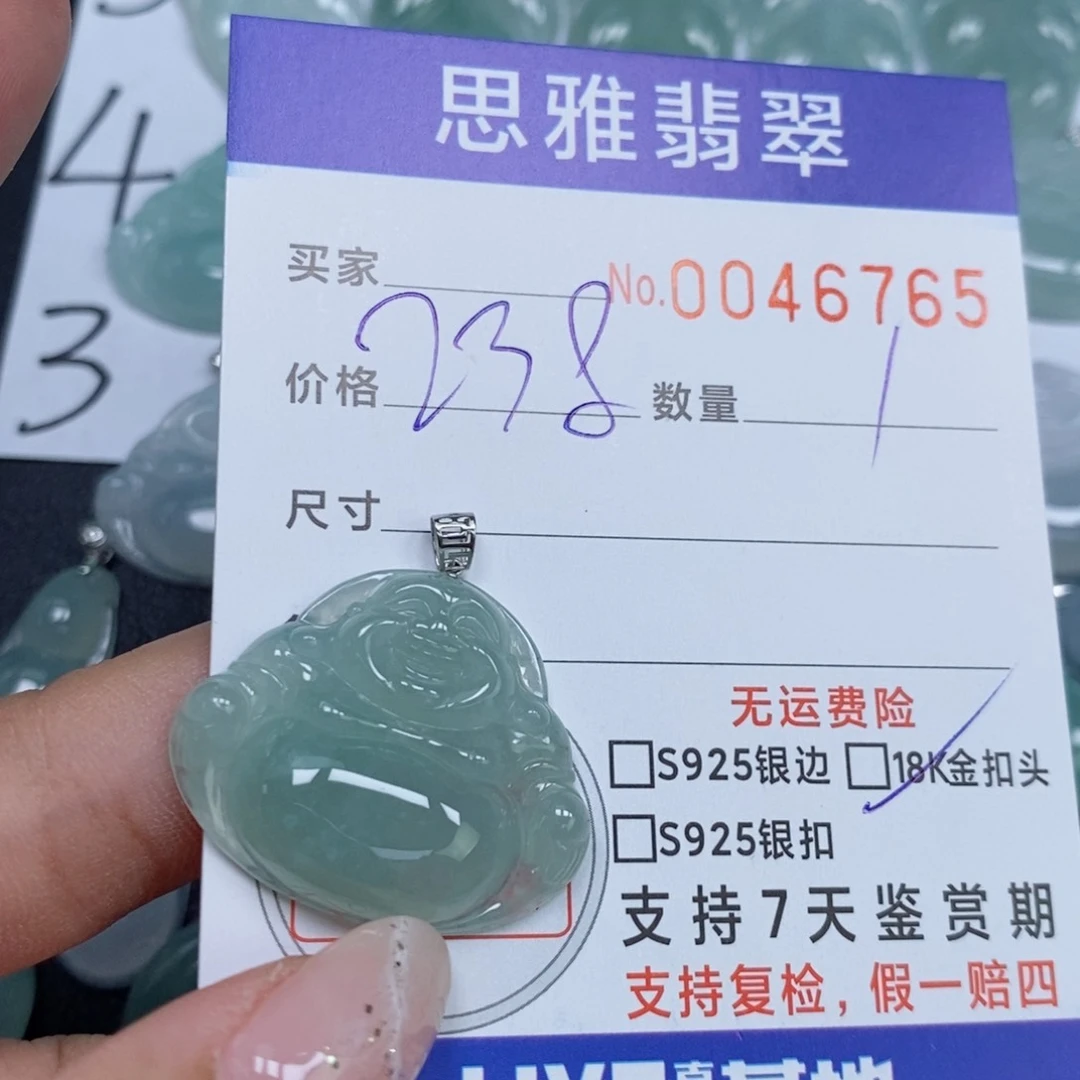 思雅翡翠
买家
No.0046765
价格 238 数量 1
尺寸
无运费险
S925银边 18K金扣头
S925银扣
支持7天鉴赏期
支持复检，假一赔四
4
3